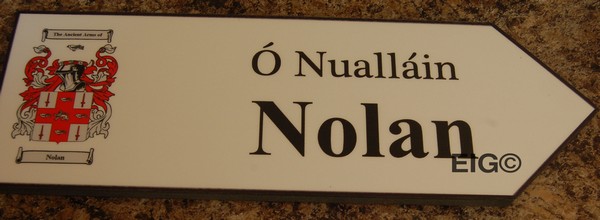 The Ancient Arms of
Nolan
Ó Nualláin
Nolan
EIG©